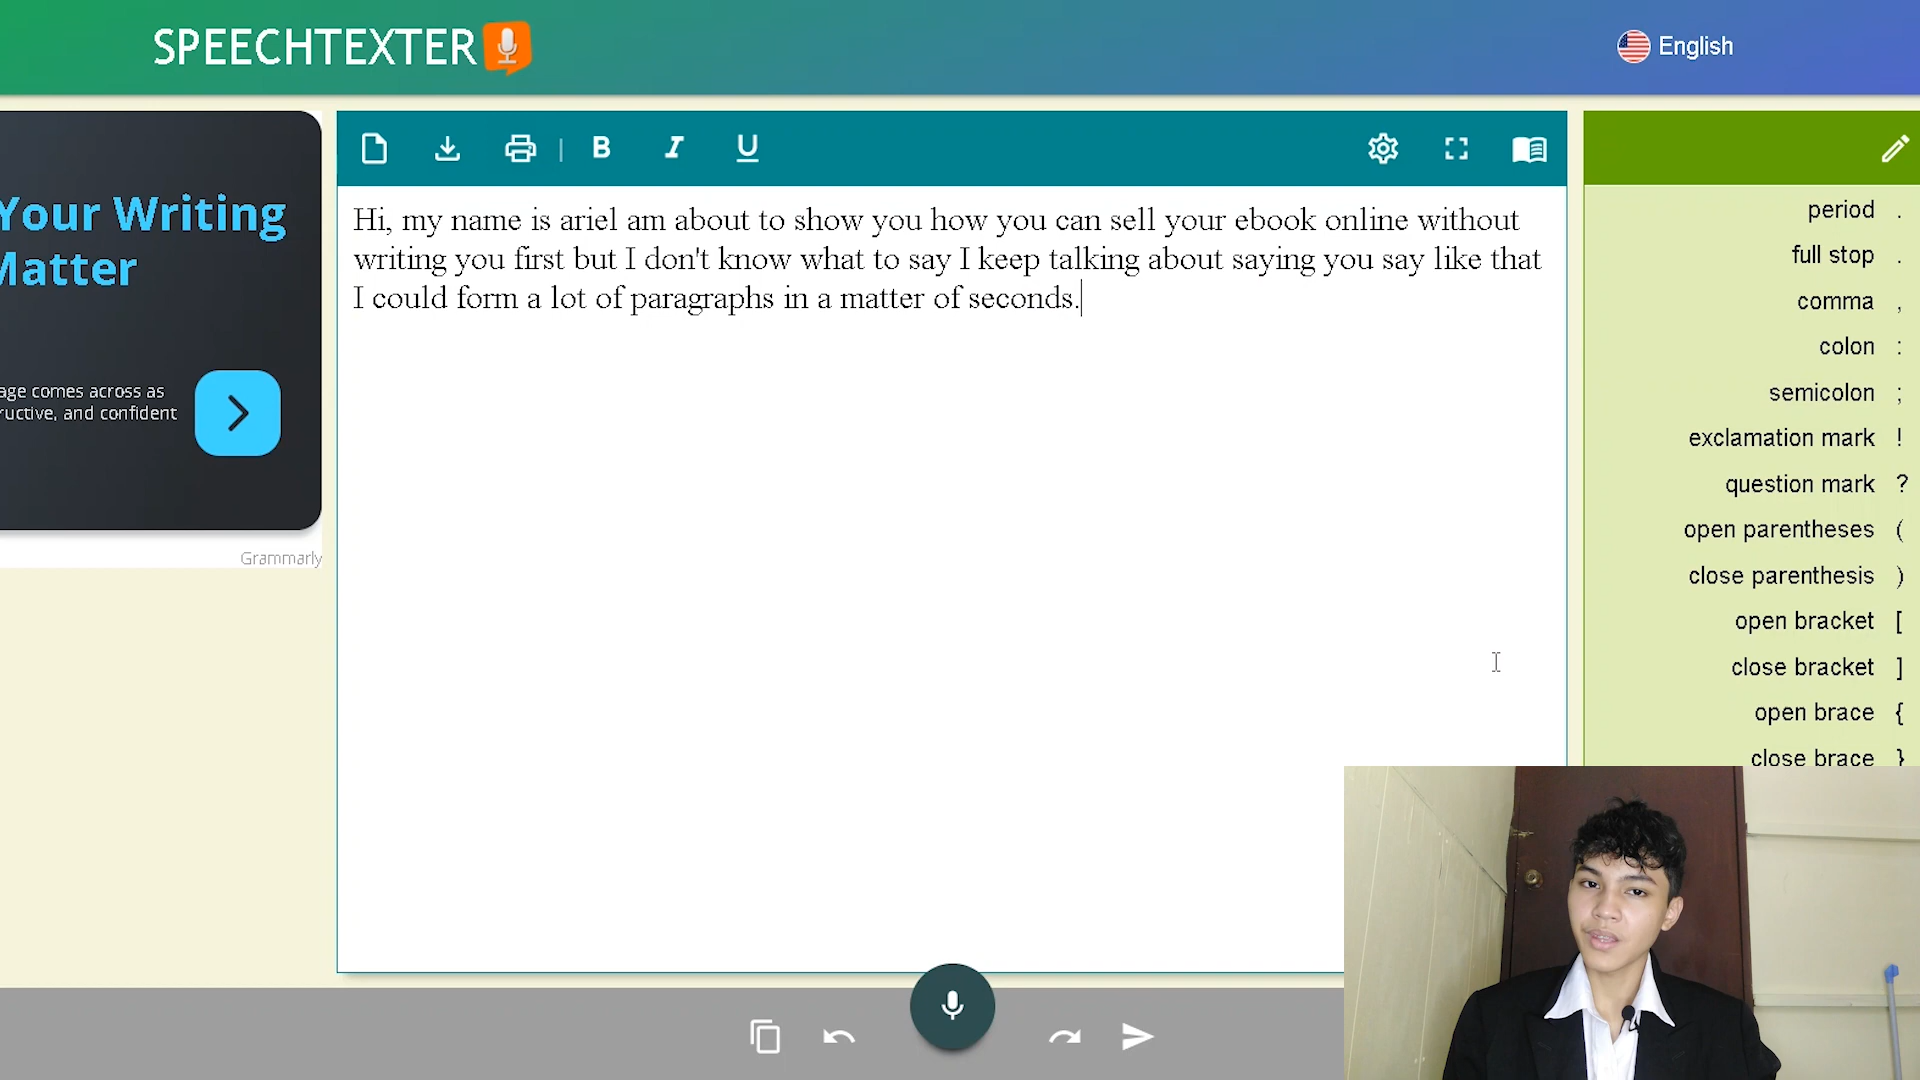 SPEECHTEXTER
English
Your Writing
Matter
age comes across as
ructive, and confident
Grammarly
B I U
Hi, my name is ariel am about to show you how you can sell your ebook online without
writing you first but I don't know what to say I keep talking about saying you say like that
I could form a lot of paragraphs in a matter of seconds.
period .
full stop .
comma ,
colon :
semicolon ;
exclamation mark !
question mark ?
open parentheses (
close parenthesis )
open bracket [
close bracket ]
open brace {
close brace }